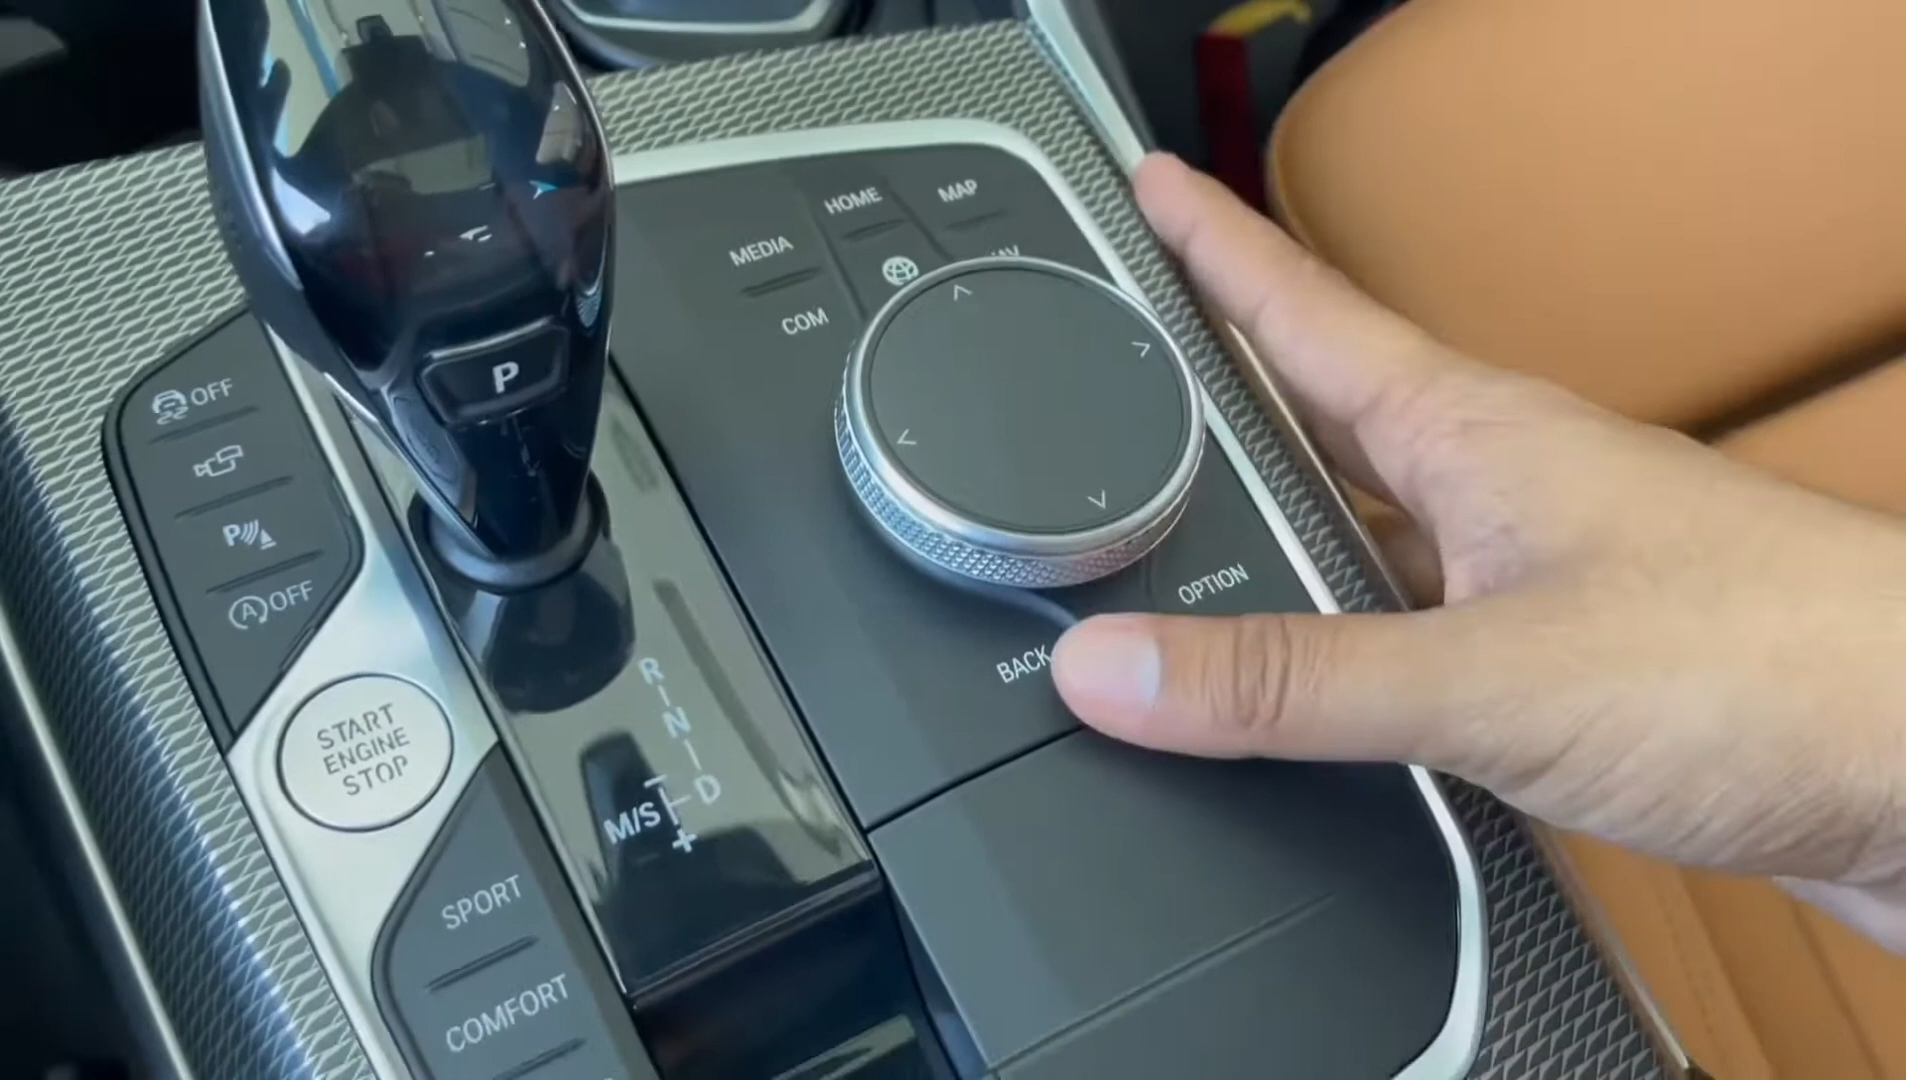 HOME
MAP
MEDIA
COM
P
OFF
P
A OFF
OPTION
BACK
START
ENGINE
STOP
R
N
D
M/S
+
SPORT
COMFORT